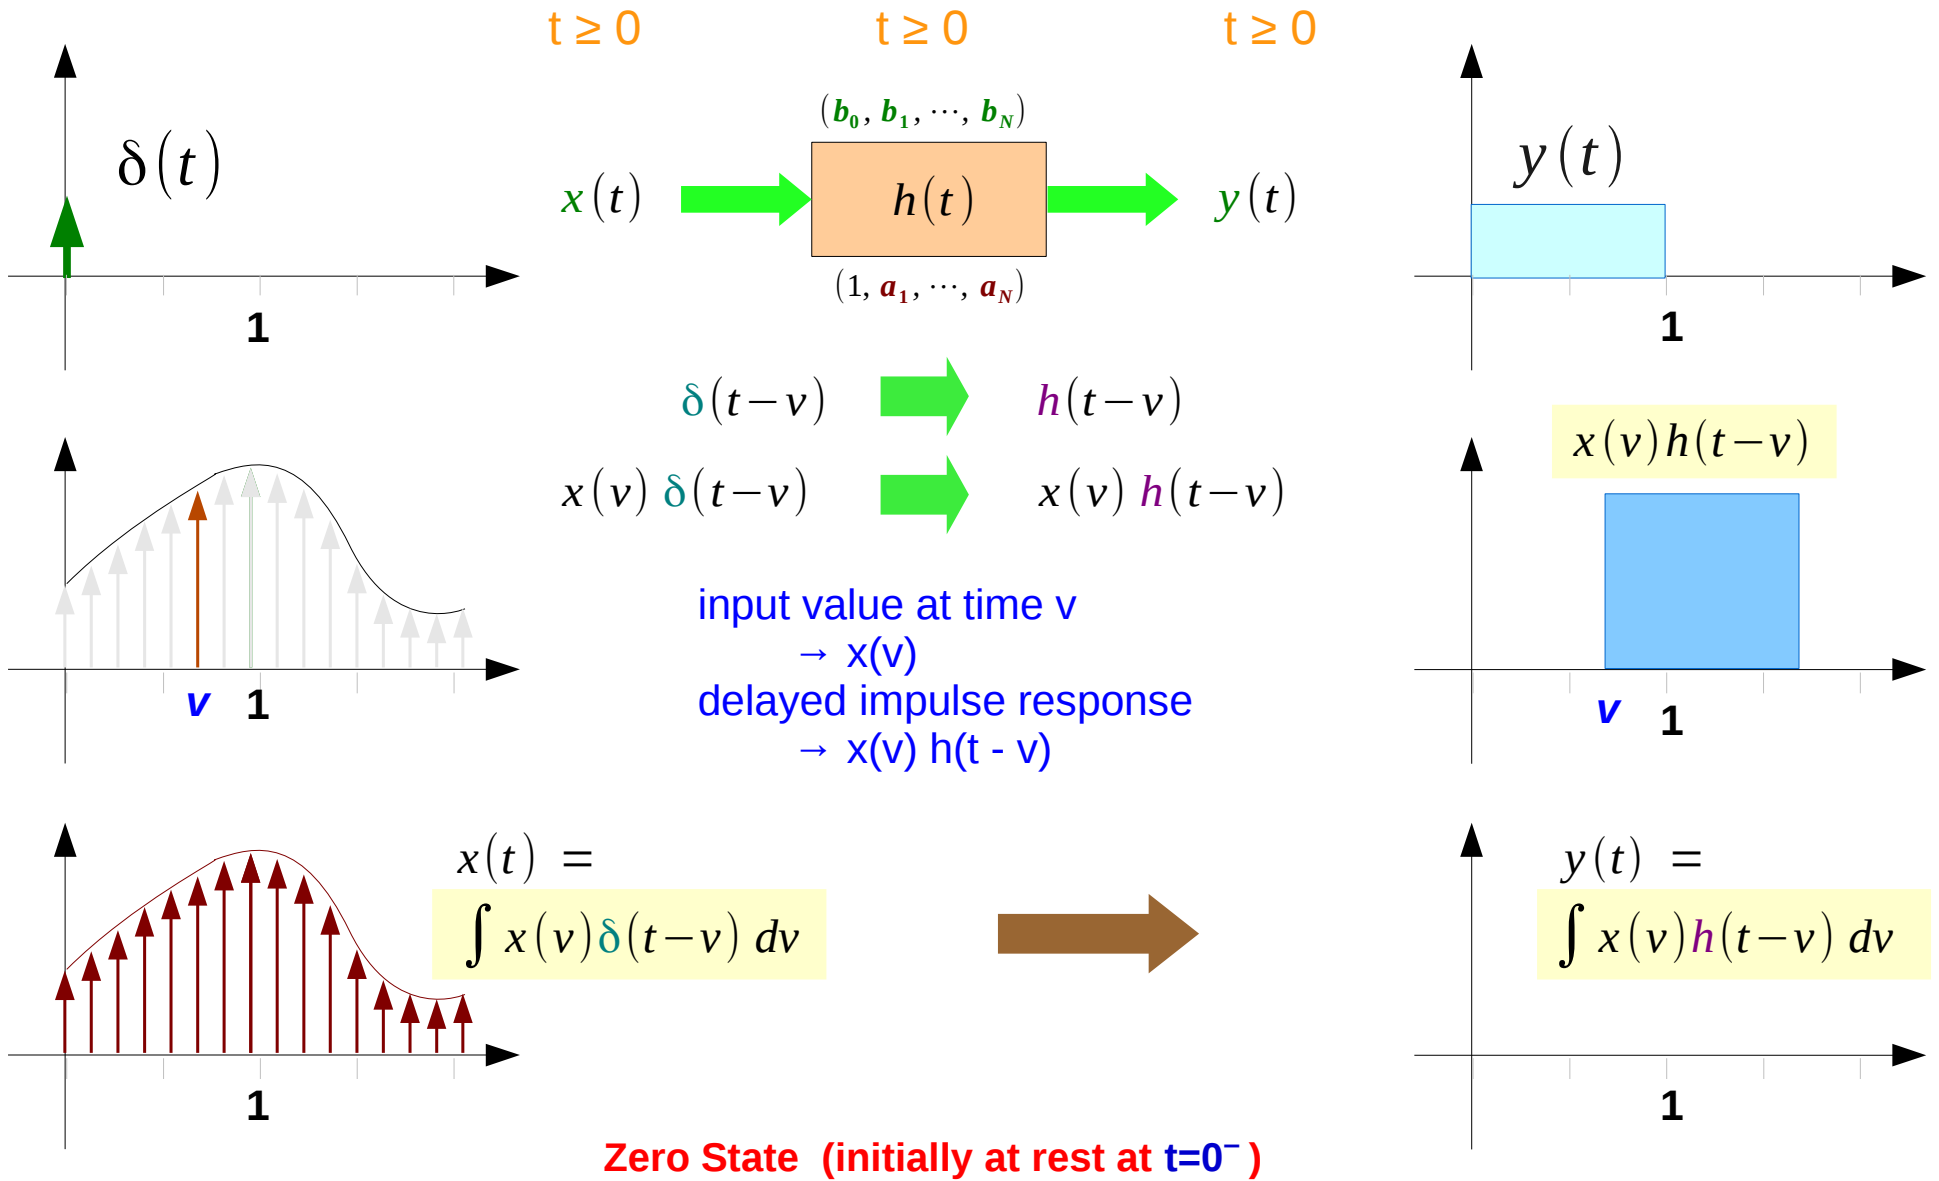 t ≥ 0 t ≥ 0 t ≥ 0
(b0, b1, ⋯, bN)
δ(t)
x(t) h(t) y(t)
y(t)
(1, a1, ⋯, aN)
1
1
δ(t−v) h(t−v)
x(v)h(t−v)
x(v) δ(t−v) x(v) h(t−v)
input value at time v
→ x(v)
delayed impulse response
→ x(v) h(t - v)
v 1
v 1
x(t) =
∫ x(v)δ(t−v) dv
y(t) =
∫ x(v)h(t−v) dv
1
1
Zero State (initially at rest at t=0⁻ )